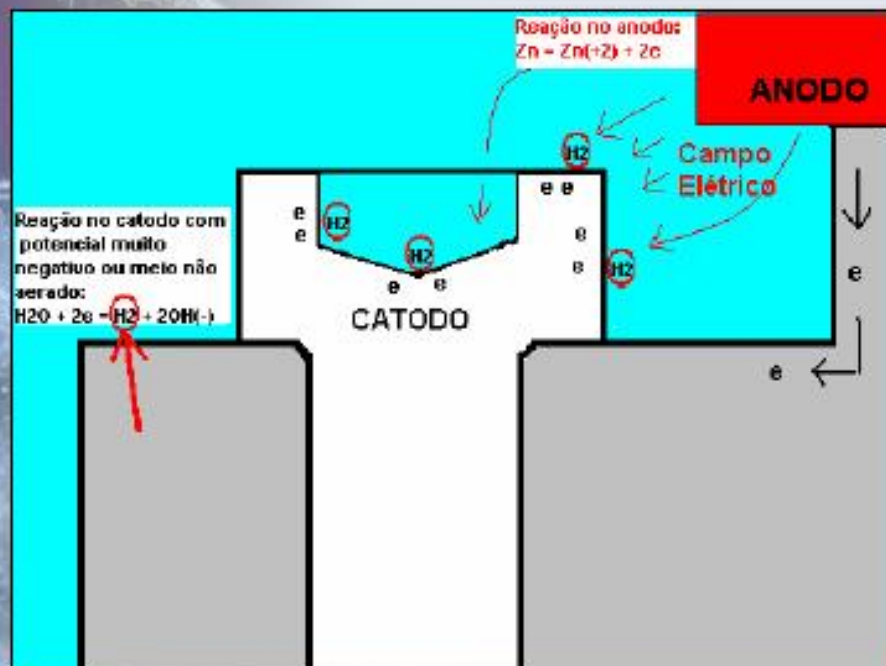 Reação no anodo:
Zn = Zn(+2) + 2e
ANODO
H2
Campo
Elétrico
e e
Reação no catodo com
potencial muito
negativo ou meio não
aerado:
H2O + 2e = H2 + 2OH(-)
e
e
H2
H2
e e
e
e
H2
e
CATODO
e